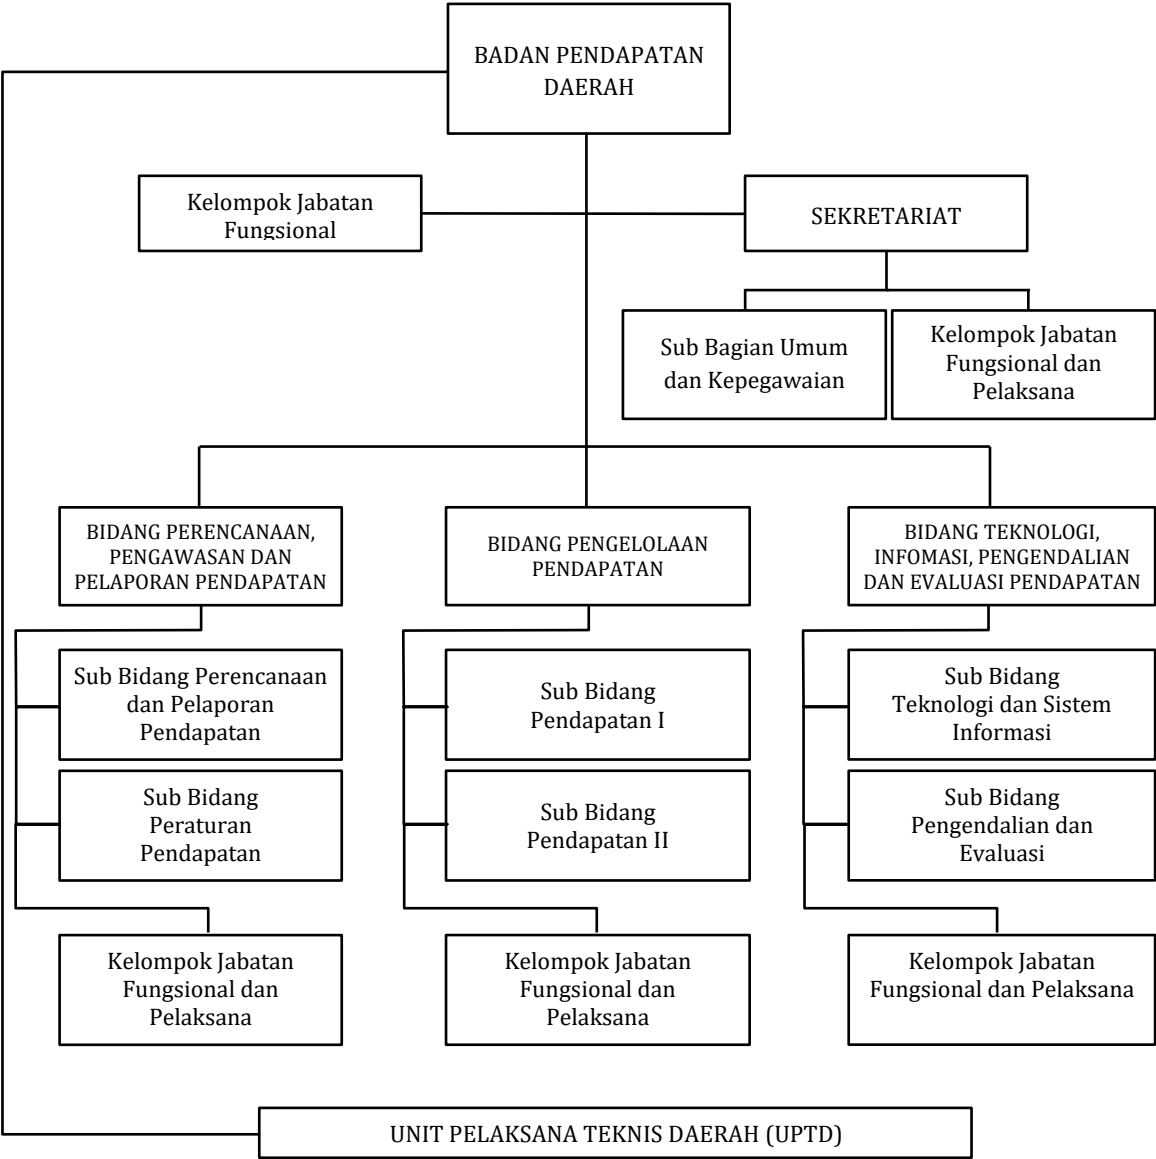 BADAN PENDAPATAN
DAERAH
Kelompok Jabatan
Fungsional
SEKRETARIAT
Sub Bagian Umum
dan Kepegawaian
Kelompok Jabatan
Fungsional dan
Pelaksana
BIDANG PERENCANAAN,
PENGAWASAN DAN
PELAPORAN PENDAPATAN
BIDANG PENGELOLAAN
PENDAPATAN
BIDANG TEKNOLOGI,
INFOMASI, PENGENDALIAN
DAN EVALUASI PENDAPATAN
Sub Bidang Perencanaan
dan Pelaporan
Pendapatan
Sub Bidang
Pendapatan I
Sub Bidang
Teknologi dan Sistem
Informasi
Sub Bidang
Peraturan
Pendapatan
Sub Bidang
Pendapatan II
Sub Bidang
Pengendalian dan
Evaluasi
Kelompok Jabatan
Fungsional dan
Pelaksana
Kelompok Jabatan
Fungsional dan
Pelaksana
Kelompok Jabatan
Fungsional dan Pelaksana
UNIT PELAKSANA TEKNIS DAERAH (UPTD)